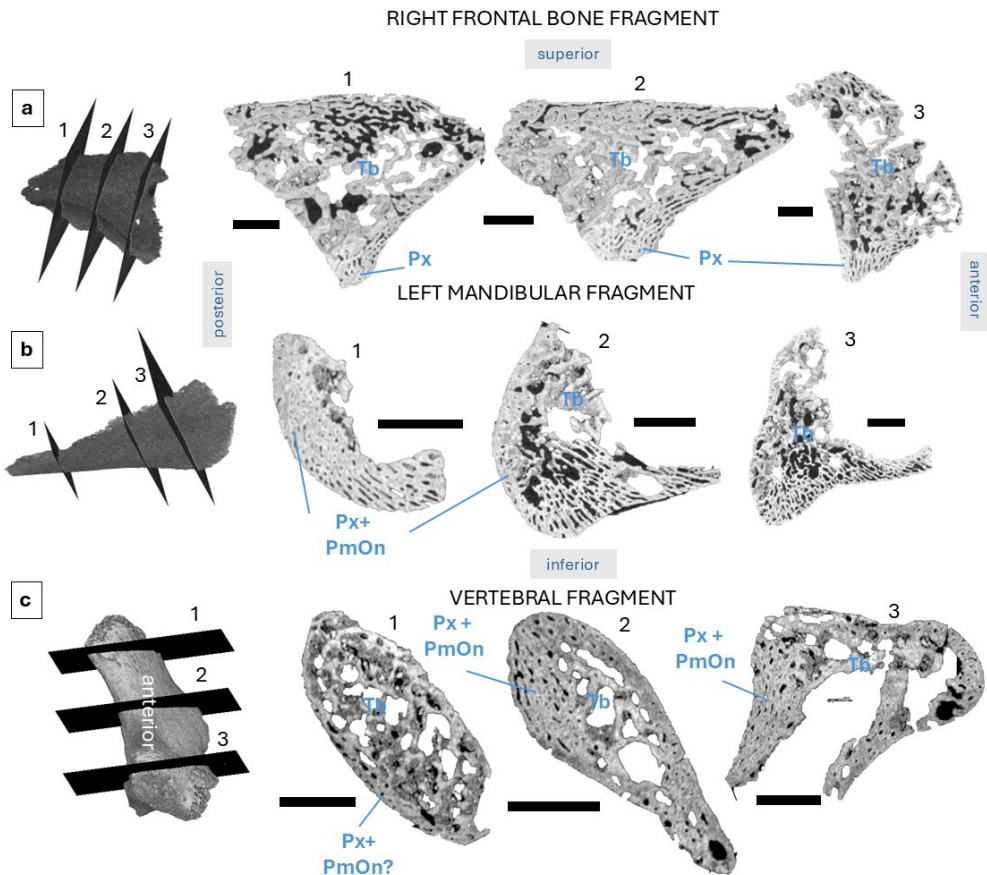 RIGHT FRONTAL BONE FRAGMENT
superior
a
1 2 3
1
2
3
Tb
Tb
Tb
Px
Px
posterior
anterior
LEFT MANDIBULAR FRAGMENT
b
1
2
3
1
2
3
Tb
Tb
Px+
PmOn
inferior
c
VERTEBRAL FRAGMENT
1
2
3
anterior
1
2
3
Px +
PmOn
Px +
PmOn
Tb
Tb
Tb
Px+
PmOn?